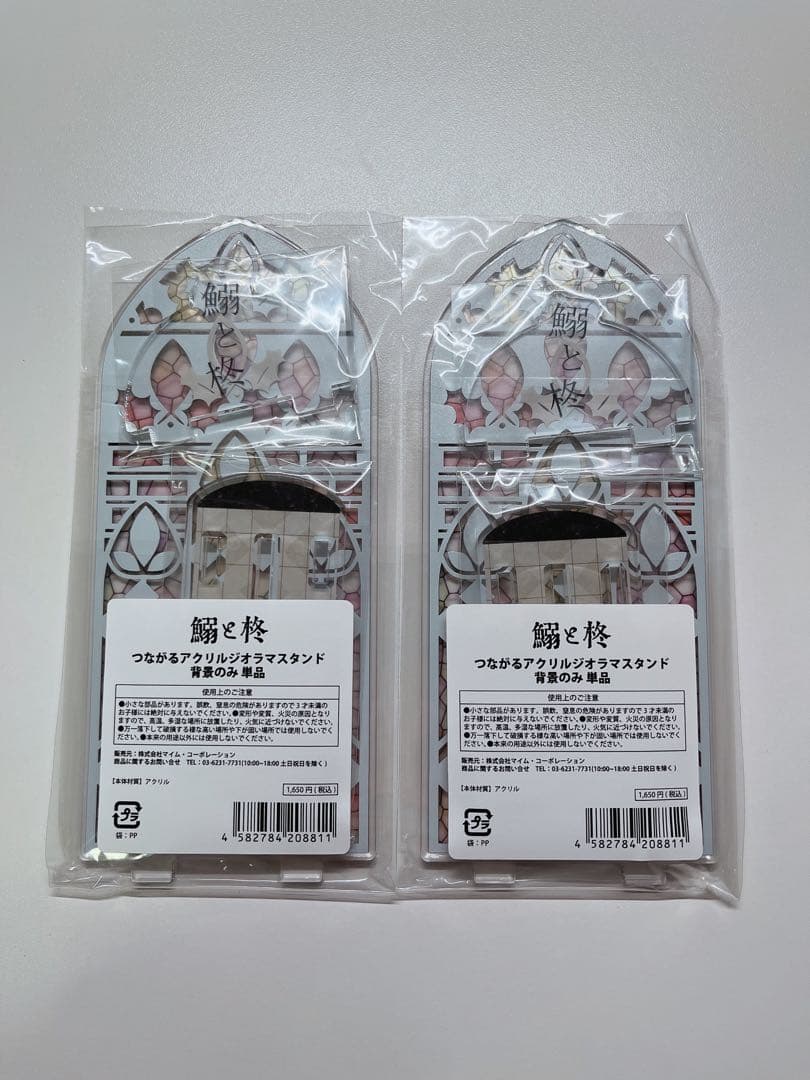 鰯と柊
鰯と柊
つながるアクリルジオラマスタンド
背景のみ 単品
使用上のご注意
●小さな部品があります。誤飲、窒息の危険がありますので3才未満の
お子様には絶対に与えないでください。●変形や変質、火災の原因となり
ますので、高温、多湿な場所に放置したり、火気に近づけないでください。
●万一落下して破損する様な高い場所や下が固い場所では使用しないでく
ださい。●本来の用途以外には使用しないでください。
販売元：株式会社マイム・コーポレーション
商品に関するお問い合せ TEL：03-6231-7731(10:00~18:00 土日祝日を除く)
【本体材質】アクリル
1,650円(税込)
プラ
袋：PP
4 582784 208811
鰯と柊
鰯と柊
つながるアクリルジオラマスタンド
背景のみ 単品
使用上のご注意
●小さな部品があります。誤飲、窒息の危険がありますので3才未満の
お子様には絶対に与えないでください。●変形や変質、火災の原因となり
ますので、高温、多湿な場所に放置したり、火気に近づけないでください。
●万一落下して破損する様な高い場所や下が固い場所では使用しないでく
ださい。●本来の用途以外には使用しないでください。
販売元：株式会社マイム・コーポレーション
商品に関するお問い合せ TEL：03-6231-7731(10:00~18:00 土日祝日を除く)
【本体材質】アクリル
1,650円(税込)
プラ
袋：PP
4 582784 208811